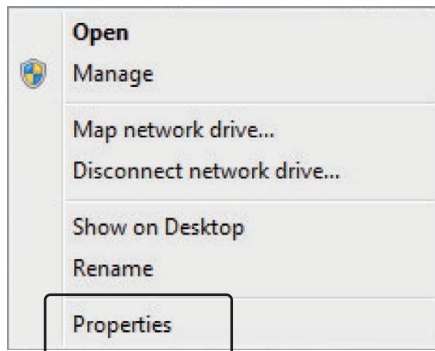 Open
Manage
Map network drive...
Disconnect network drive...
Show on Desktop
Rename
Properties